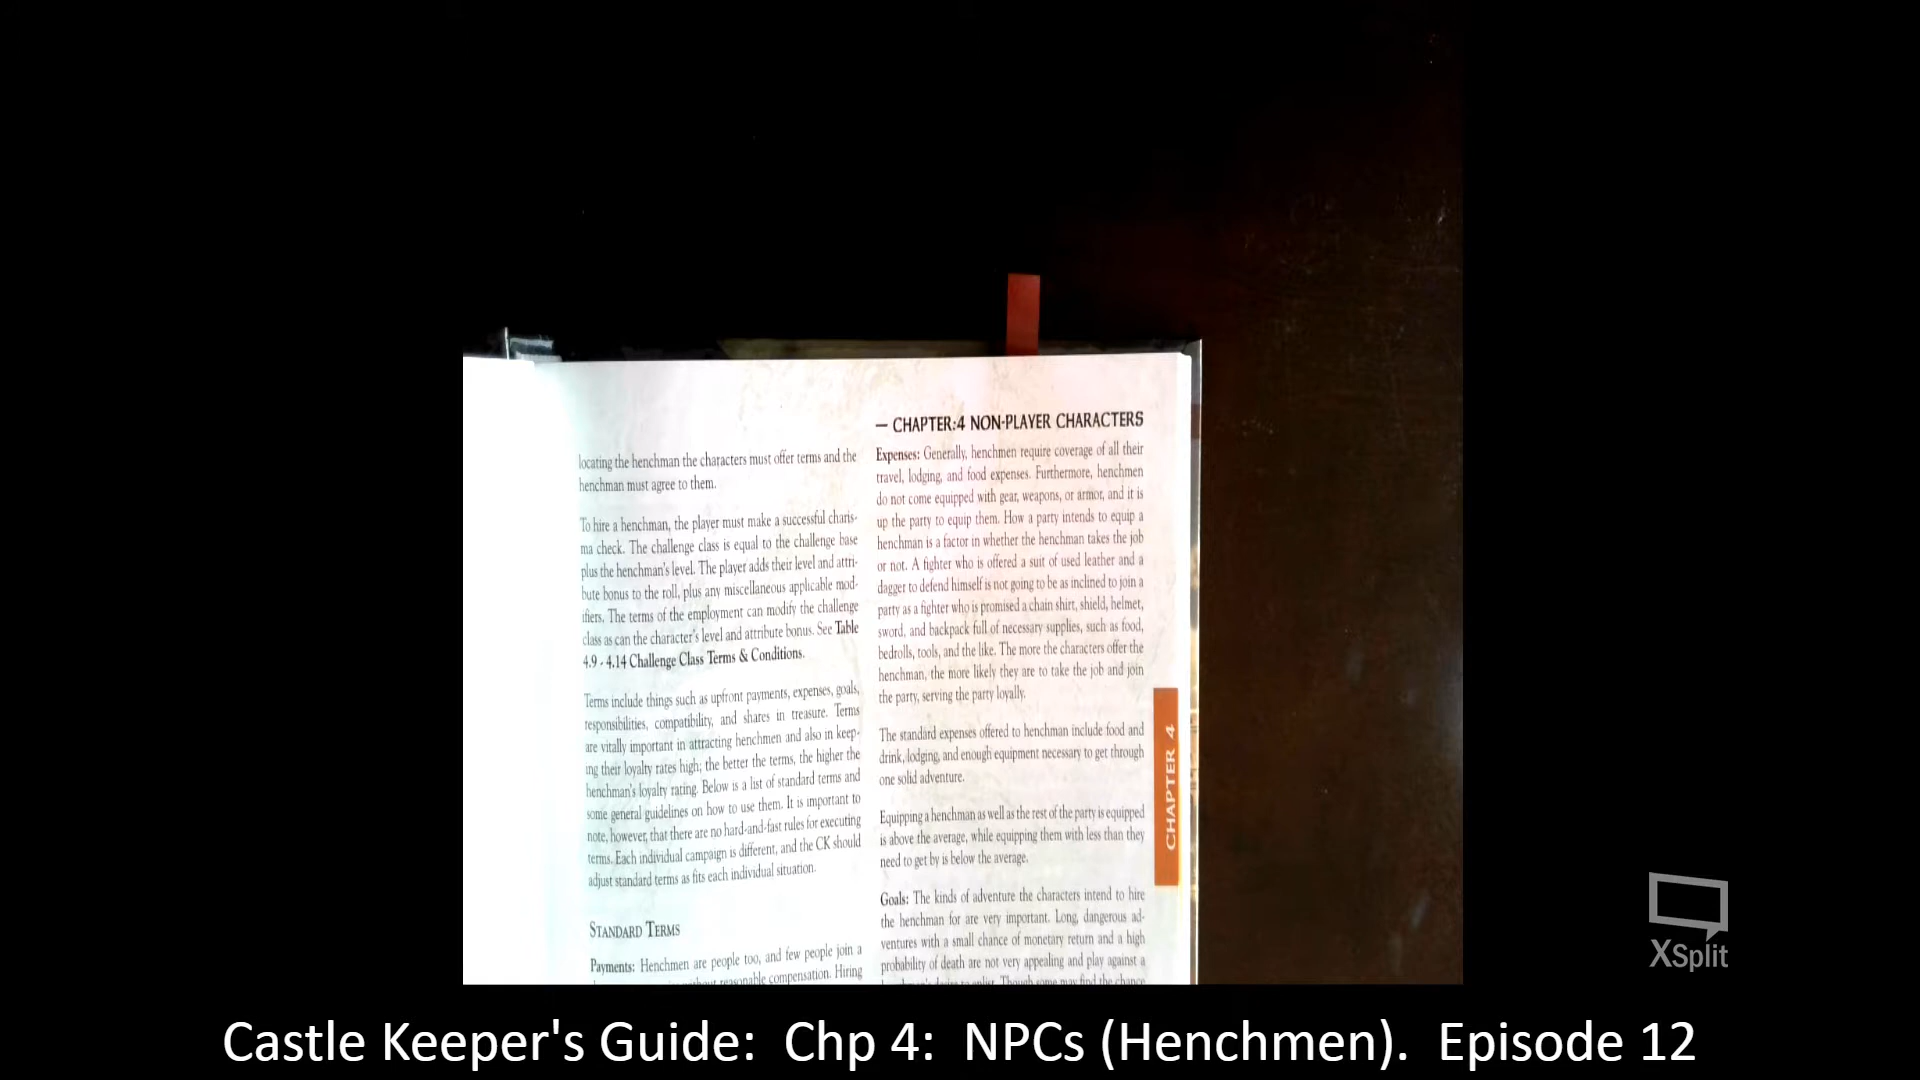 — CHAPTER:4 NON-PLAYER CHARACTERS
locating the henchman the characters must offer terms and the
henchman must agree to them.
To hire a henchman, the player must make a successful charis-
ma check. The challenge class is equal to the challenge base
plus the henchman's level. The player adds their level and attri-
bute bonus to the roll, plus any miscellaneous applicable mod-
ifiers. The terms of the employment can modify the challenge
class as can the character's level and attribute bonus. See Table
4.9 - 4.14 Challenge Class Terms & Conditions.
Terms include things such as upfront payments, expenses, goals,
responsibilities, compatibility, and shares in treasure. Terms
are vitally important in attracting henchmen and also in keep-
ing their loyalty rates high; the better the terms, the higher the
henchman's loyalty rating. Below is a list of standard terms and
some general guidelines on how to use them. It is important to
note, however, that there are no hard-and-fast rules for executing
terms. Each individual campaign is different, and the CK should
adjust standard terms as fits each individual situation.
STANDARD TERMS
Payments: Henchmen are people too, and few people join a
reasonable compensation. Hiring
Expenses: Generally, henchmen require coverage of all their
travel, lodging, and food expenses. Furthermore, henchmen
do not come equipped with gear, weapons, or armor, and it is
up the party to equip them. How a party intends to equip a
henchman is a factor in whether the henchman takes the job
or not. A fighter who is offered a suit of used leather and a
dagger to defend himself is not going to be as inclined to join a
party as a fighter who is promised a chain shirt, shield, helmet,
sword, and backpack full of necessary supplies, such as food,
bedrolls, tools, and the like. The more the characters offer the
henchman, the more likely they are to take the job and join
the party, serving the party loyally.
The standard expenses offered to henchman include food and
drink, lodging, and enough equipment necessary to get through
one solid adventure.
Equipping a henchman as well as the rest of the party is equipped
is above the average, while equipping them with less than they
need to get by is below the average.
Goals: The kinds of adventure the characters intend to hire
the henchman for are very important. Long, dangerous ad-
ventures with a small chance of monetary return and a high
probability of death are not very appealing and play against a
desire to enlist. Though some may find the chance
CHAPTER 4
XSplit
Castle Keeper's Guide: Chp 4: NPCs (Henchmen). Episode 12